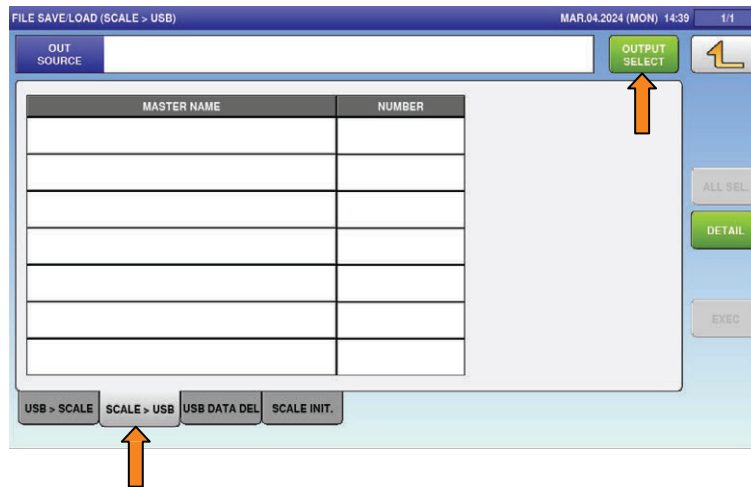 FILE SAVE/LOAD (SCALE > USB) MAR.04.2024 (MON) 14:39 1/1
OUT
SOURCE
OUTPUT
SELECT
MASTER NAME NUMBER
ALL SEL.
DETAIL
EXEC
USB > SCALE SCALE > USB USB DATA DEL SCALE INIT.